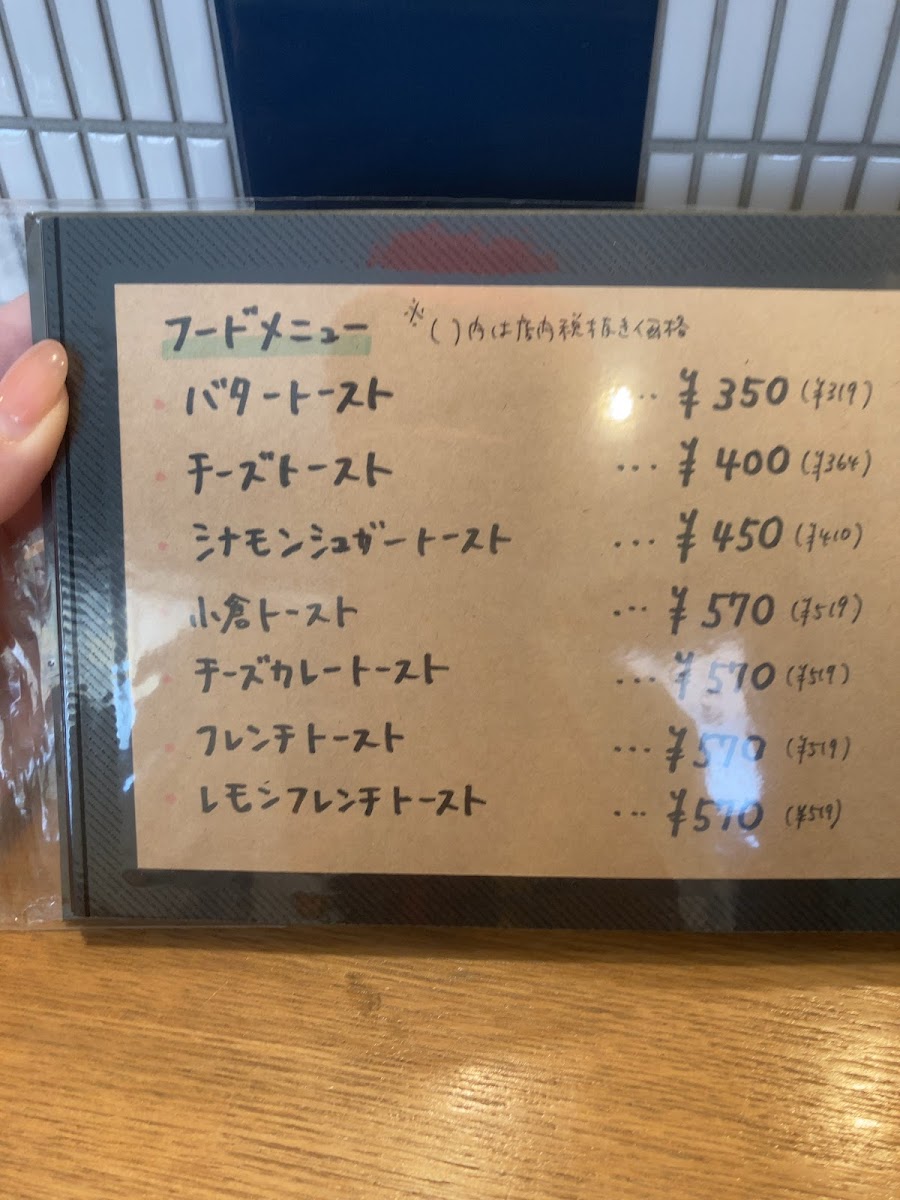 フードメニュー ※( )内は店内税抜き価格
バタートースト ‥ ¥350 (¥319)
チーズトースト … ¥400 (¥364)
シナモンシュガートースト … ¥450 (¥410)
小倉トースト … ¥570 (¥519)
チーズカレートースト … ¥570 (¥519)
フレンチトースト … ¥570 (¥519)
レモンフレンチトースト … ¥570 (¥519)